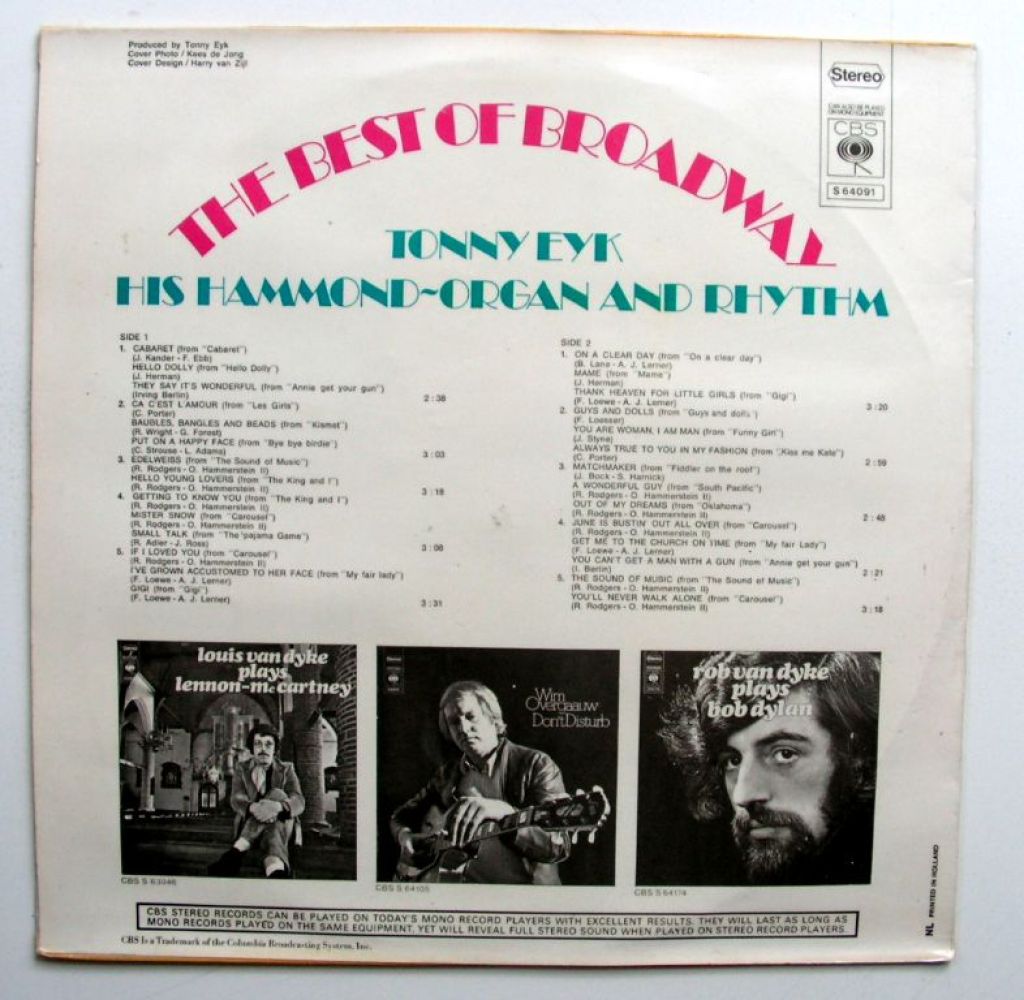 Produced by Tonny Eyk
Cover Photo / Kees de Jong
Cover Design / Harry van Zijl
Stereo
CAN ALSO BE PLAYED
ON MONO EQUIPMENT
CBS
S 64091
THE BEST OF BROADWAY
TONNY EYK
HIS HAMMOND-ORGAN AND RHYTHM
SIDE 1
1. CABARET (from "Cabaret")
(J. Kander - F. Ebb)
HELLO DOLLY (from "Hello Dolly")
(J. Herman)
THEY SAY IT'S WONDERFUL (from "Annie get your gun")
(Irving Berlin) 2:38
2. CA C'EST L'AMOUR (from "Les Girls")
(C. Porter)
BAUBLES, BANGLES AND BEADS (from "Kismet")
(R. Wright - G. Forest)
PUT ON A HAPPY FACE (from "Bye bye birdie")
(C. Strouse - L. Adams) 3:03
3. EDELWEISS (from "The Sound of Music")
(R. Rodgers - O. Hammerstein II)
HELLO YOUNG LOVERS (from "The King and I")
(R. Rodgers - O. Hammerstein II) 3:18
4. GETTING TO KNOW YOU (from "The King and I")
(R. Rodgers - O. Hammerstein II)
MISTER SNOW (from "Carousel")
(R. Rodgers - O. Hammerstein II)
SMALL TALK (from "The pajama Game")
(R. Adler - J. Ross) 3:08
5. IF I LOVED YOU (from "Carousel")
(R. Rodgers - O. Hammerstein II)
I'VE GROWN ACCUSTOMED TO HER FACE (from "My fair lady")
(F. Loewe - A. J. Lerner)
GIGI (from "Gigi")
(F. Loewe - A. J. Lerner) 3:31
SIDE 2
1. ON A CLEAR DAY (from "On a clear day")
(B. Lane - A. J. Lerner)
MAME (from "Mame")
(J. Herman)
THANK HEAVEN FOR LITTLE GIRLS (from "Gigi")
(F. Loewe - A. J. Lerner) 3:20
2. GUYS AND DOLLS (from "Guys and dolls")
(F. Loesser)
YOU ARE WOMAN, I AM MAN (from "Funny Girl")
(J. Styne)
ALWAYS TRUE TO YOU IN MY FASHION (from "Kiss me Kate")
(C. Porter) 2:59
3. MATCHMAKER (from "Fiddler on the roof")
(J. Bock - S. Harnick)
A WONDERFUL GUY (from "South Pacific")
(R. Rodgers - O. Hammerstein II)
OUT OF MY DREAMS (from "Oklahoma")
(R. Rodgers - O. Hammerstein II) 2:48
4. JUNE IS BUSTIN' OUT ALL OVER (from "Carousel")
(R. Rodgers - O. Hammerstein II)
GET ME TO THE CHURCH ON TIME (from "My fair Lady")
(F. Loewe - A. J. Lerner)
YOU CAN'T GET A MAN WITH A GUN (from "Annie get your gun")
(I. Berlin) 2:21
5. THE SOUND OF MUSIC (from "The Sound of Music")
(R. Rodgers - O. Hammerstein II)
YOU'LL NEVER WALK ALONE (from "Carousel")
(R. Rodgers - O. Hammerstein II) 3:18
louis van dyke
plays
lennon-mccartney
Wim
Overgaauw
Don't Disturb
rob van dyke
plays
bob dylan
CBS S 63946
CBS S 64105
CBS S 64174
CBS STEREO RECORDS CAN BE PLAYED ON TODAY'S MONO RECORD PLAYERS WITH EXCELLENT RESULTS. THEY WILL LAST AS LONG AS
MONO RECORDS PLAYED ON THE SAME EQUIPMENT, YET WILL REVEAL FULL STEREO SOUND WHEN PLAYED ON STEREO RECORD PLAYERS.
CBS Is a Trademark of the Columbia Broadcasting System, Inc.
NL PRINTED IN HOLLAND